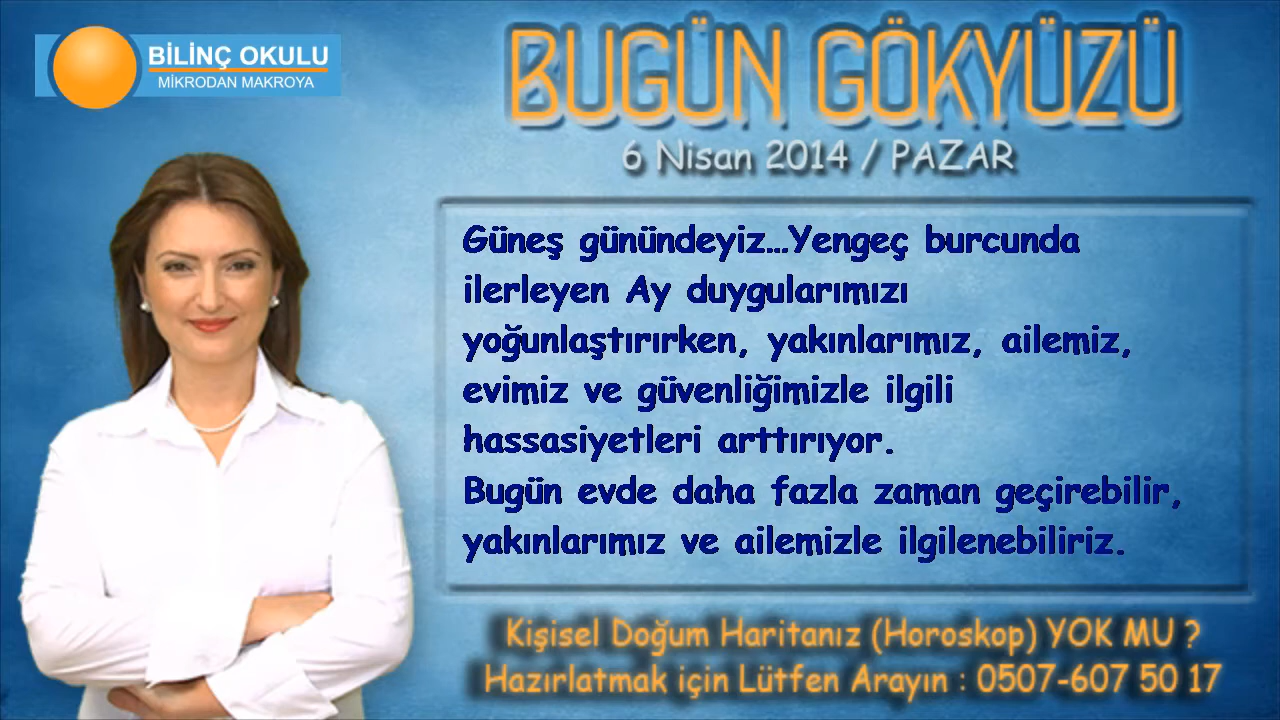 BİLİNÇ OKULU
MİKRODAN MAKROYA
BUGÜN GÖKYÜZÜ
6 Nisan 2014 / PAZAR
Güneş günündeyiz...Yengeç burcunda
ilerleyen Ay duygularımızı
yoğunlaştırırken, yakınlarımız, ailemiz,
evimiz ve güvenliğimizle ilgili
hassasiyetleri arttırıyor.
Bugün evde daha fazla zaman geçirebilir,
yakınlarımız ve ailemizle ilgilenebiliriz.
Kişisel Doğum Haritanız (Horoskop) YOK MU ?
Hazırlatmak için Lütfen Arayın : 0507-607 50 17